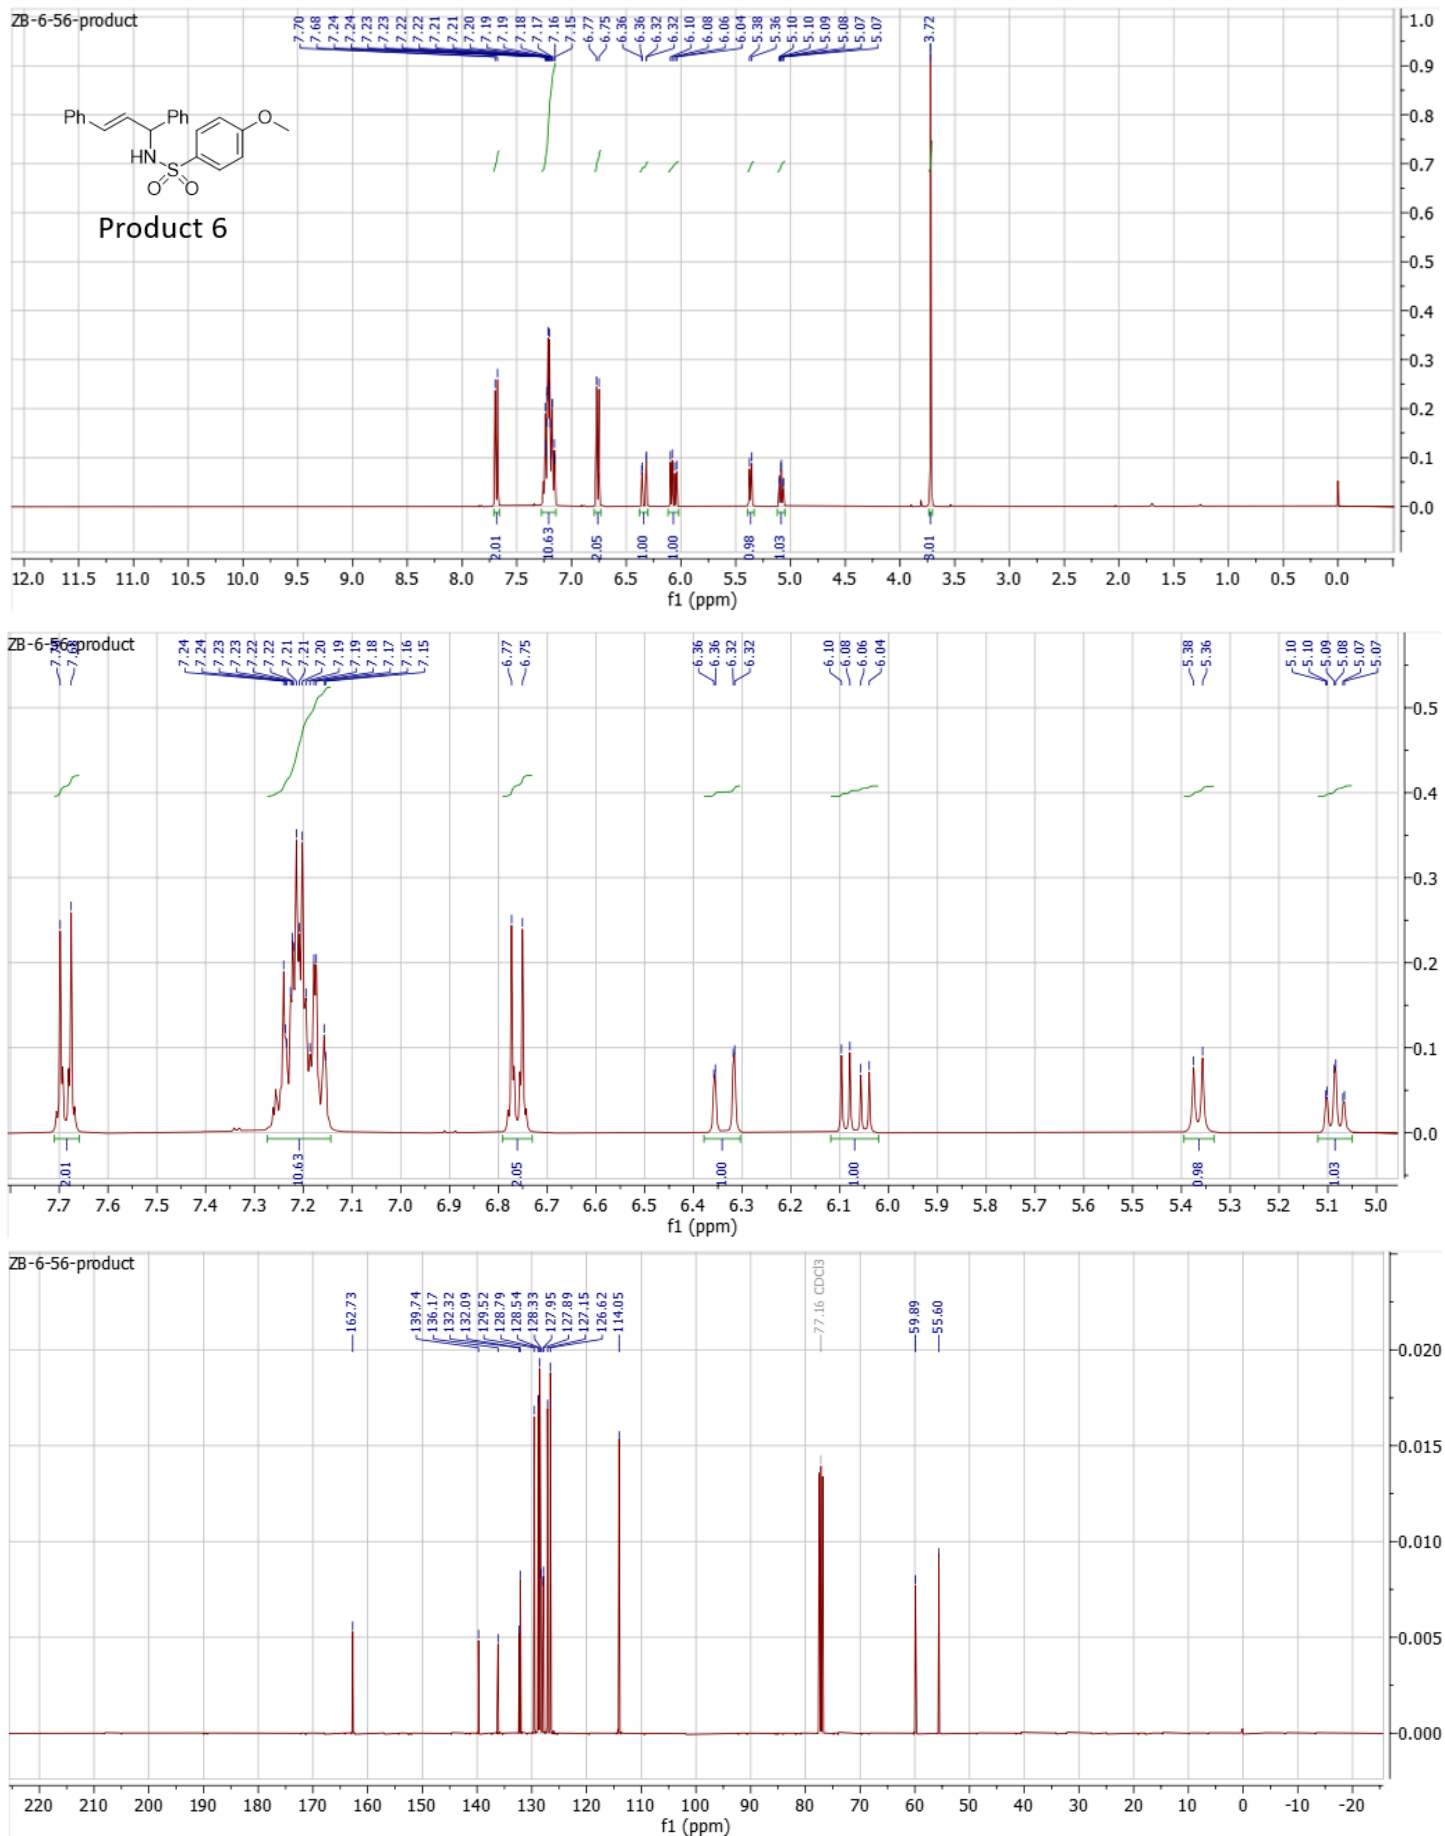 ZB-6-56-product
7.70 7.68 7.24 7.24 7.23 7.23 7.22 7.22 7.21 7.21 7.20 7.19 7.19 7.18 7.17 7.16 7.15 6.77 6.75 6.36 6.36 6.32 6.32 6.10 6.08 6.06 6.04 5.38 5.36 5.10 5.10 5.09 5.08 5.07 5.07 3.72
1.0
0.9
0.8
0.7
0.6
0.5
0.4
0.3
0.2
0.1
0.0
Ph Ph O
HN S
O O
Product 6
2.01 10.63 2.05 1.00 1.00 0.98 1.03 3.01
12.0 11.5 11.0 10.5 10.0 9.5 9.0 8.5 8.0 7.5 7.0 6.5 6.0 5.5 5.0 4.5 4.0 3.5 3.0 2.5 2.0 1.5 1.0 0.5 0.0
f1 (ppm)
ZB-6-56-product
7.70 7.68 7.24 7.24 7.23 7.23 7.22 7.22 7.21 7.21 7.20 7.19 7.19 7.18 7.17 7.16 7.15 6.77 6.75 6.36 6.36 6.32 6.32 6.10 6.08 6.06 6.04 5.38 5.36 5.10 5.10 5.09 5.08 5.07 5.07
0.5
0.4
0.3
0.2
0.1
0.0
2.01 10.63 2.05 1.00 1.00 0.98 1.03
7.7 7.6 7.5 7.4 7.3 7.2 7.1 7.0 6.9 6.8 6.7 6.6 6.5 6.4 6.3 6.2 6.1 6.0 5.9 5.8 5.7 5.6 5.5 5.4 5.3 5.2 5.1 5.0
f1 (ppm)
ZB-6-56-product
162.73 139.74 136.17 132.32 132.09 129.52 128.79 128.54 128.33 127.95 127.89 127.15 126.62 114.05 77.16 CDCl3 59.89 55.60
0.020
0.015
0.010
0.005
0.000
220 210 200 190 180 170 160 150 140 130 120 110 100 90 80 70 60 50 40 30 20 10 0 -10 -20
f1 (ppm)